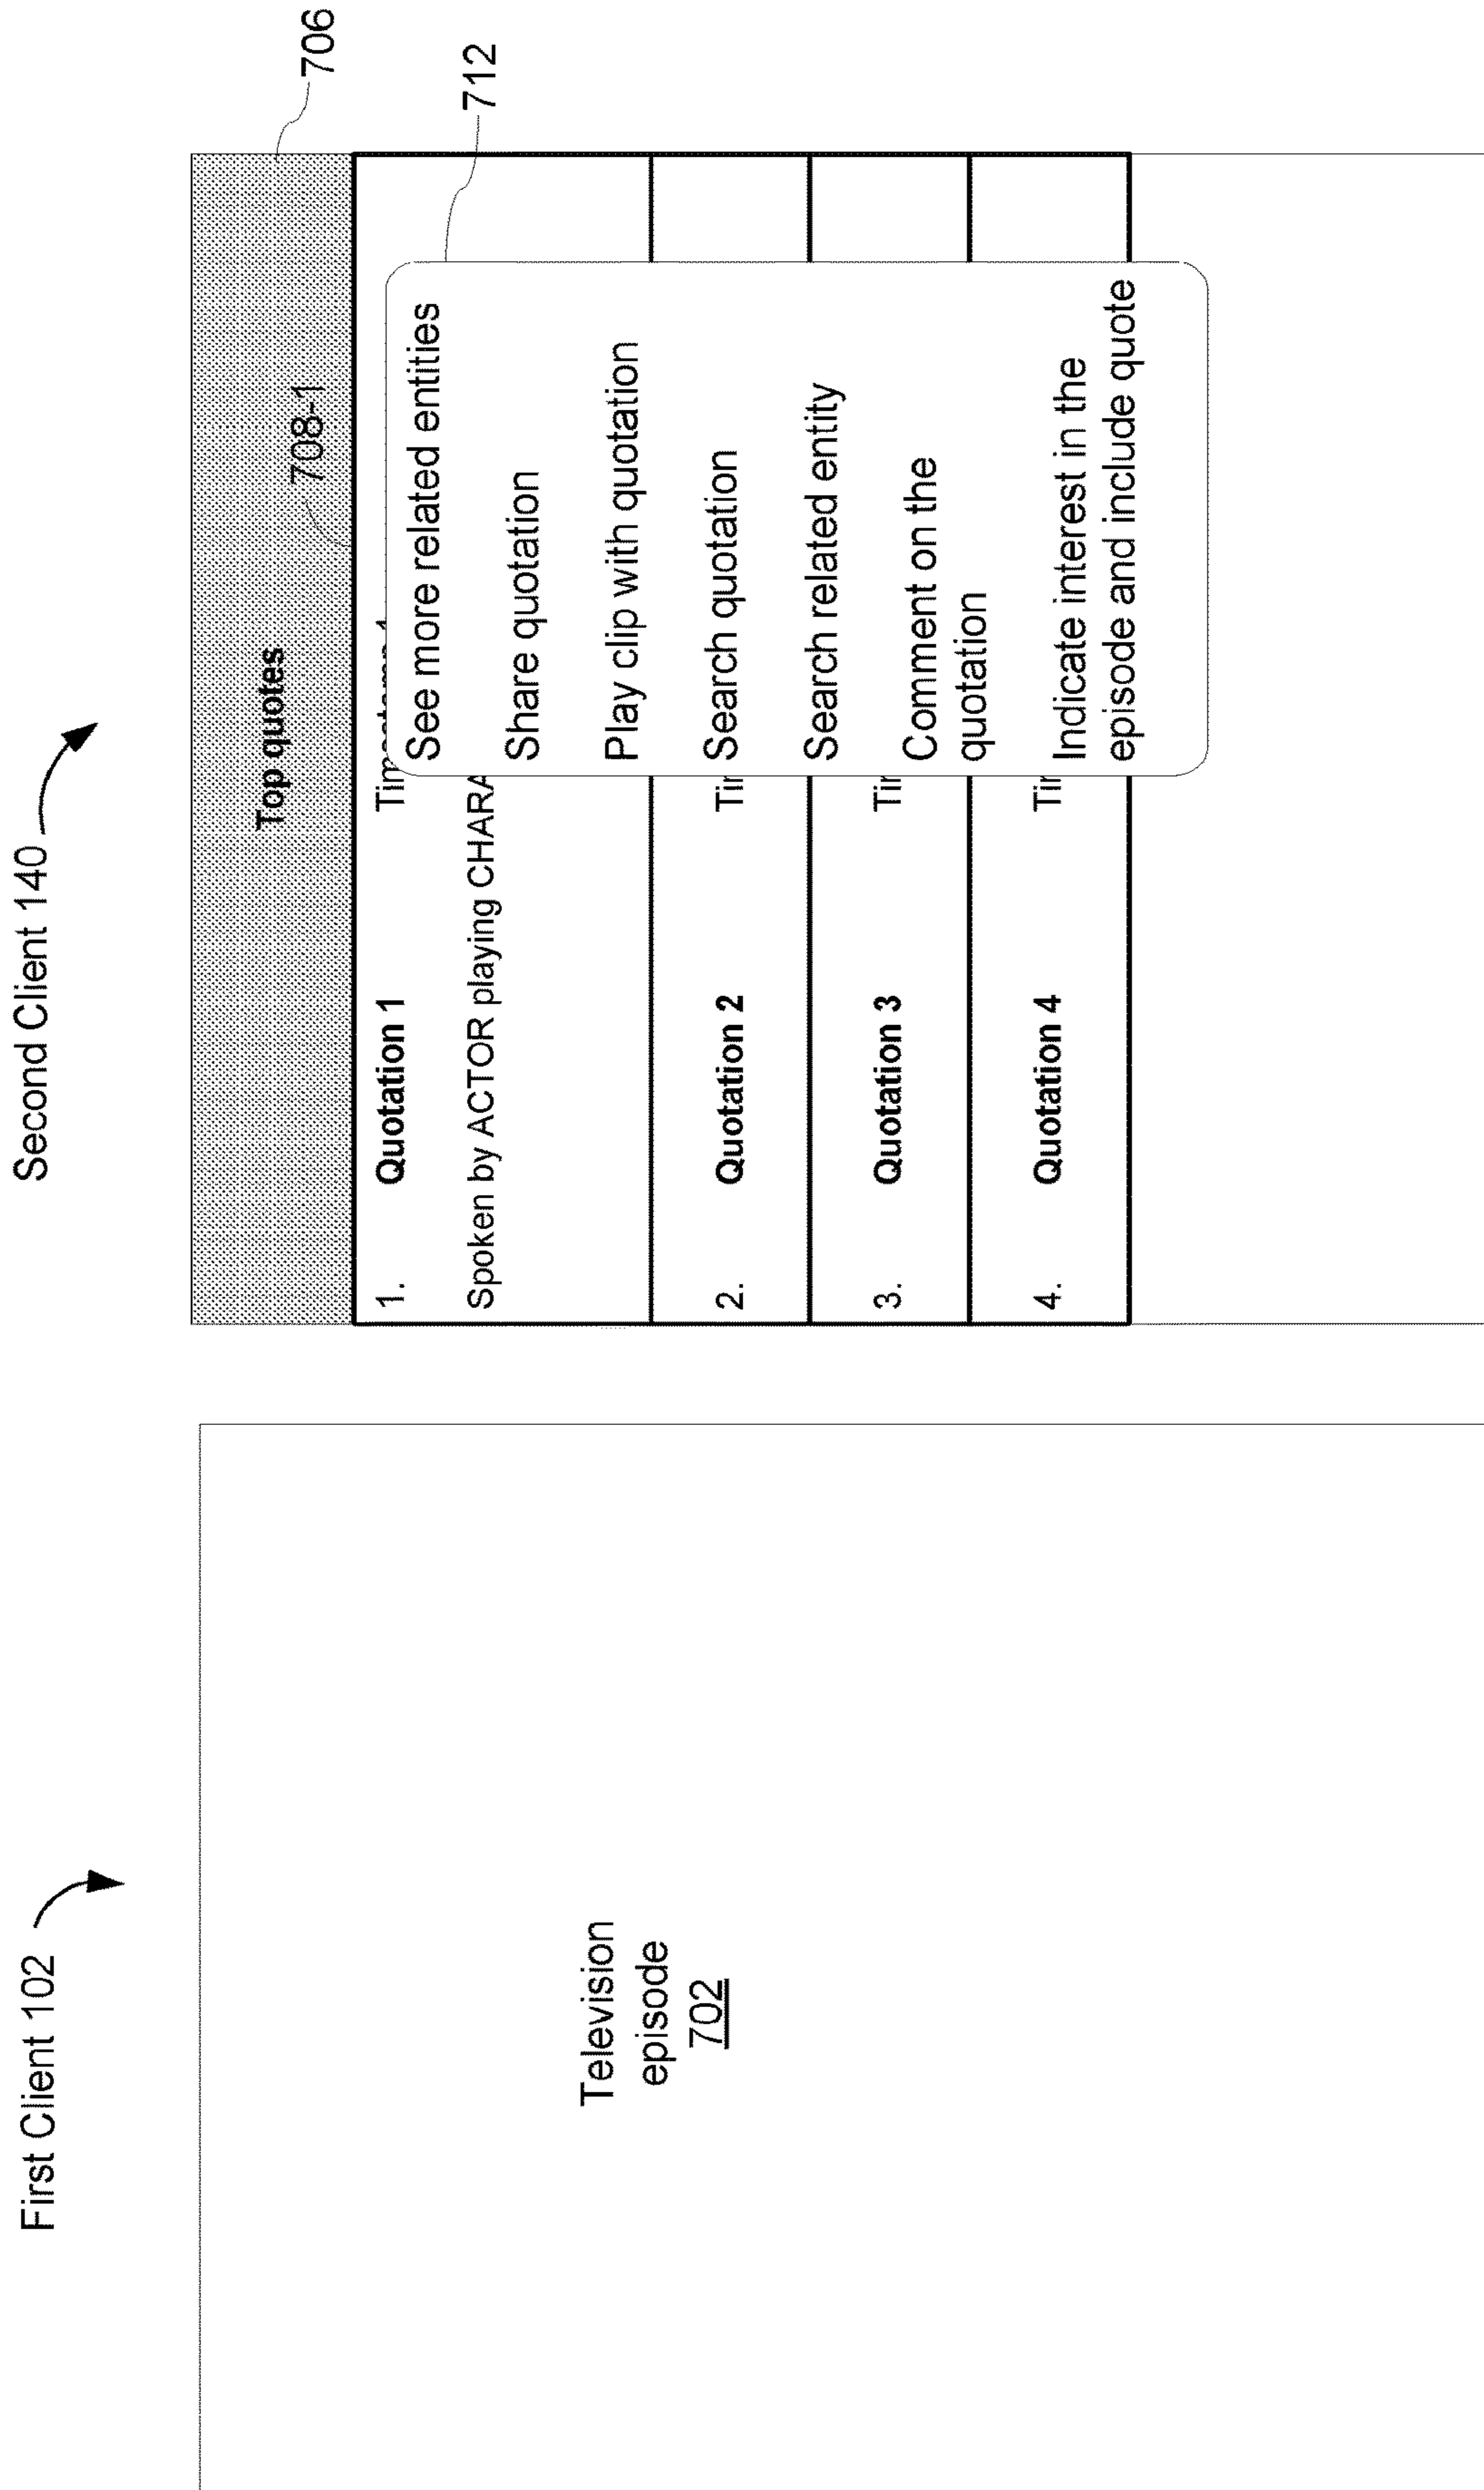 First Client 102
Television
episode
702
Second Client 140
706
Top quotes
708-1
712
1. Quotation 1
Spoken by ACTOR playing
2. Quotation 2
3. Quotation 3
4. Quotation 4
See more related entities
Share quotation
Play clip with quotation
Search quotation
Search related entity
Comment on the
quotation
Indicate interest in the
episode and include quote